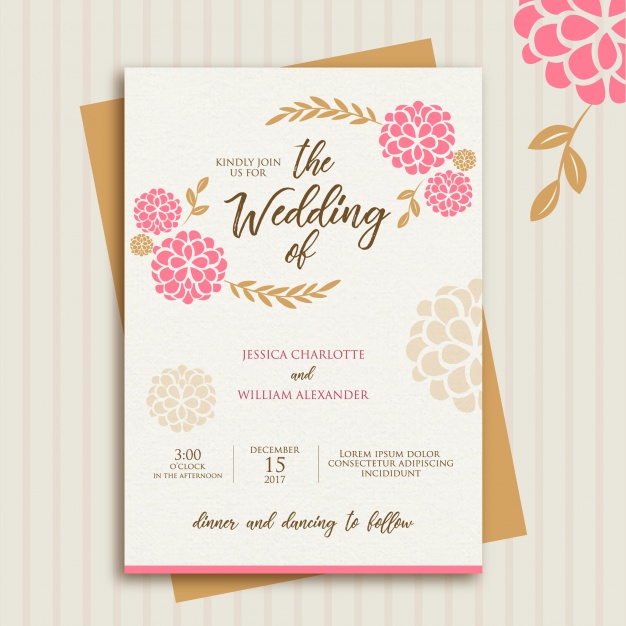 KINDLY JOIN
US FOR
the
Wedding
of
JESSICA CHARLOTTE
and
WILLIAM ALEXANDER
3:00
O'CLOCK
IN THE AFTERNOON
DECEMBER
15
2017
LOREM IPSUM DOLOR
CONSECTETUR ADIPISCING
INCIDIDUNT
dinner and dancing to follow